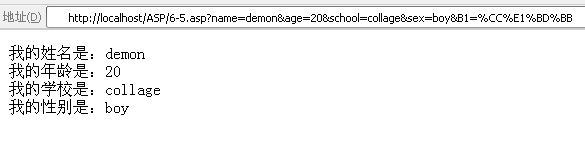 地址(D) http://localhost/ASP/6-5.asp?name=demon&age=20&school=collage&sex=boy&B1=%CC%E1%BD%BB
我的姓名是：demon
我的年龄是：20
我的学校是：collage
我的性别是：boy